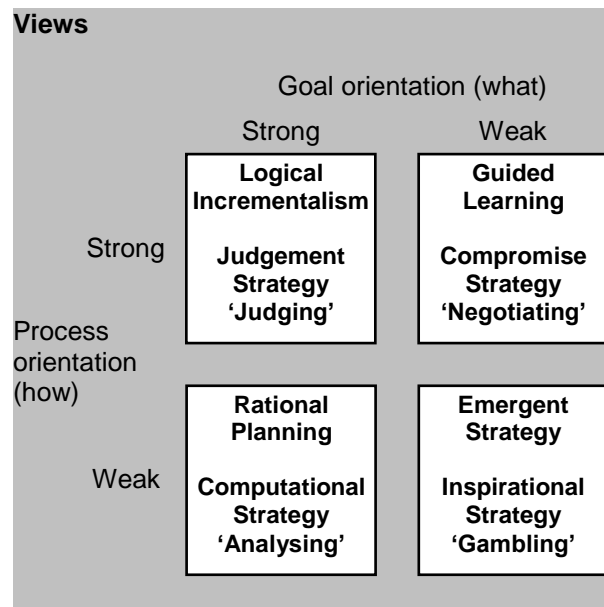 Views
Goal orientation (what)
Strong
Weak
Logical
Incrementalism
Judgement
Strategy
‘Judging’
Guided
Learning
Compromise
Strategy
‘Negotiating’
Strong
Process
orientation
(how)
Weak
Rational
Planning
Computational
Strategy
‘Analysing’
Emergent
Strategy
Inspirational
Strategy
‘Gambling’